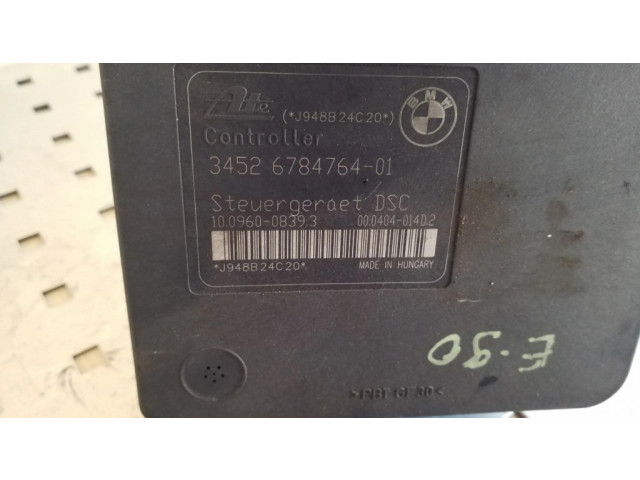 Ate (*J948B24C20*) BMW
Controller
3452 6784764-01
Steuergeraet DSC
10.0960-0839.3 00.0404-014D.2
*J948B24C20*
MADE IN HUNGARY
E-90
>PBT GF30<